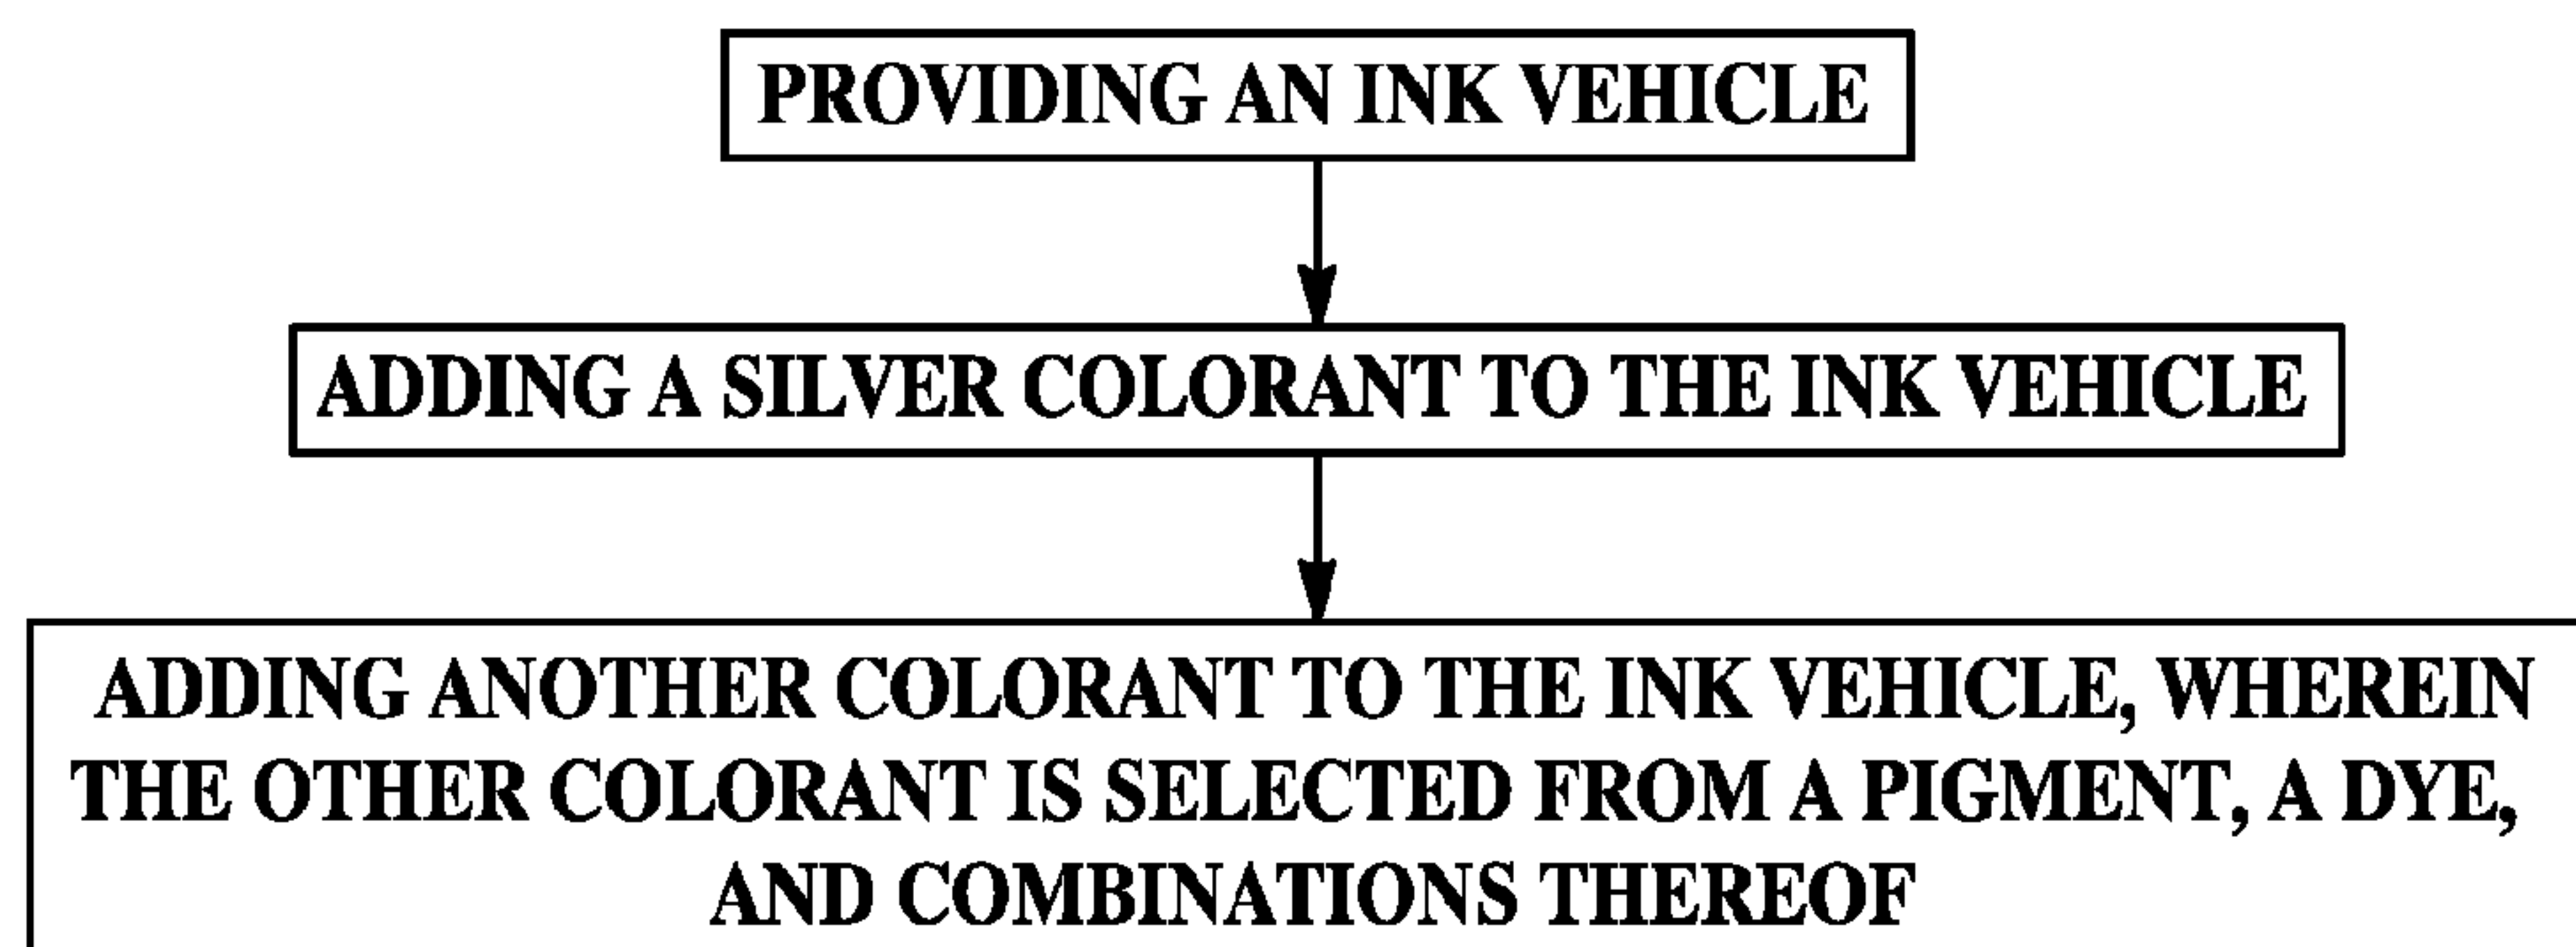 PROVIDING AN INK VEHICLE
ADDING A SILVER COLORANT TO THE INK VEHICLE
ADDING ANOTHER COLORANT TO THE INK VEHICLE, WHEREIN
THE OTHER COLORANT IS SELECTED FROM A PIGMENT, A DYE,
AND COMBINATIONS THEREOF